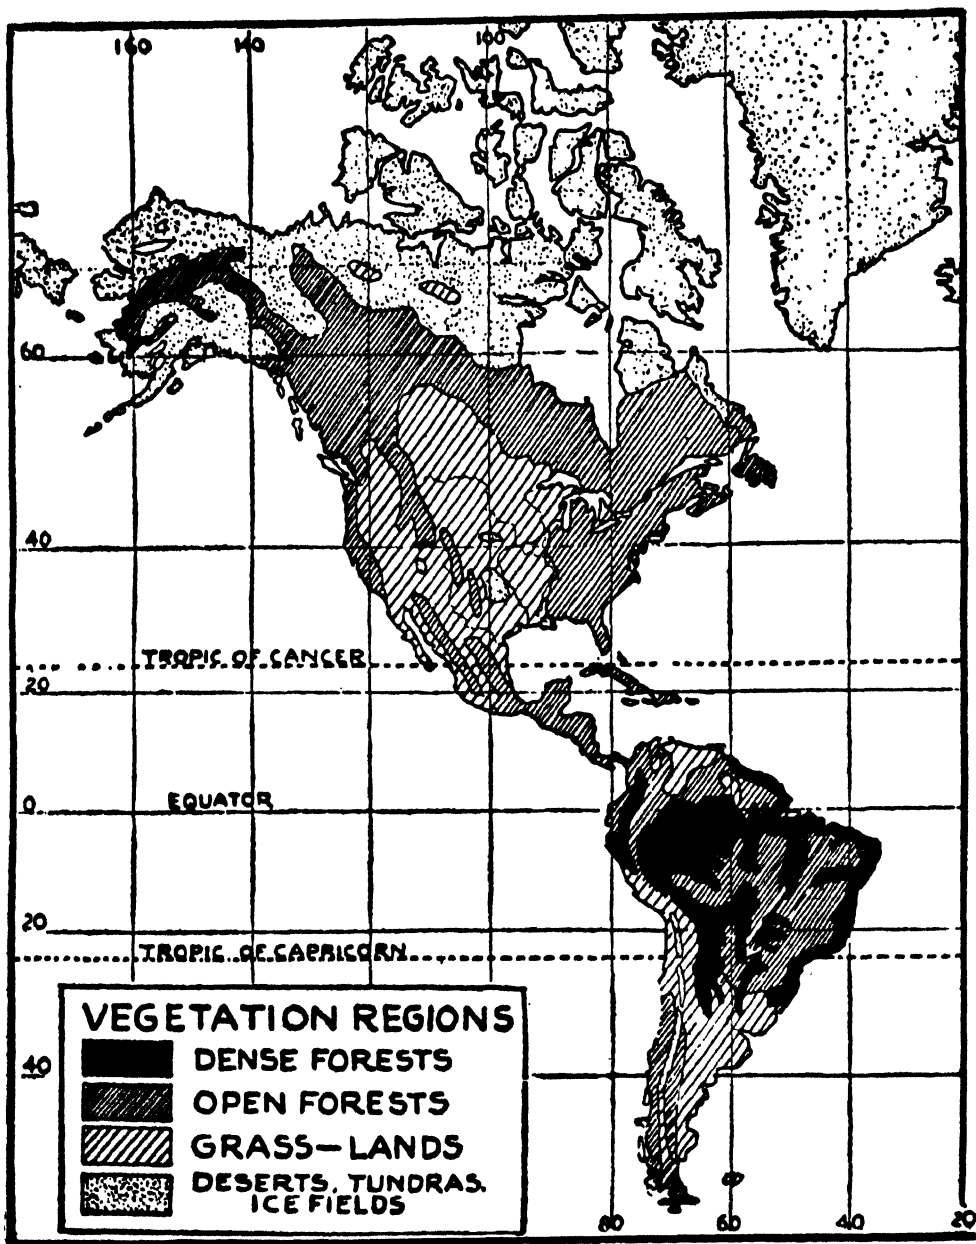 160 140 100
60
40
TROPIC OF CANCER
20
0 EQUATOR
20
TROPIC OF CAPRICORN
VEGETATION REGIONS
DENSE FORESTS
40
OPEN FORESTS
GRASS-LANDS
DESERTS, TUNDRAS,
ICE FIELDS
80 60 40 20